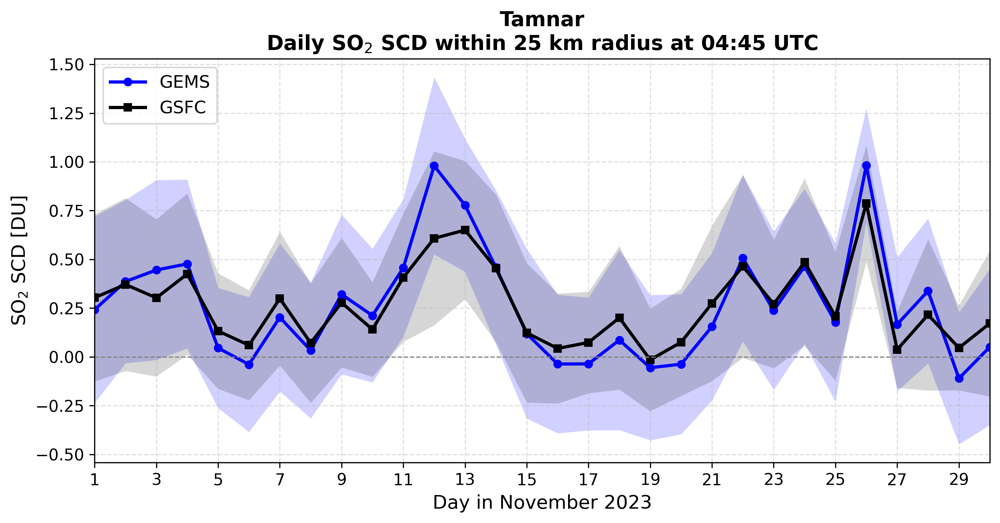 Tamnar
Daily SO₂ SCD within 25 km radius at 04:45 UTC
GEMS
GSFC
SO₂ SCD [DU]
1.50
1.25
1.00
0.75
0.50
0.25
0.00
−0.25
−0.50
1 3 5 7 9 11 13 15 17 19 21 23 25 27 29
Day in November 2023